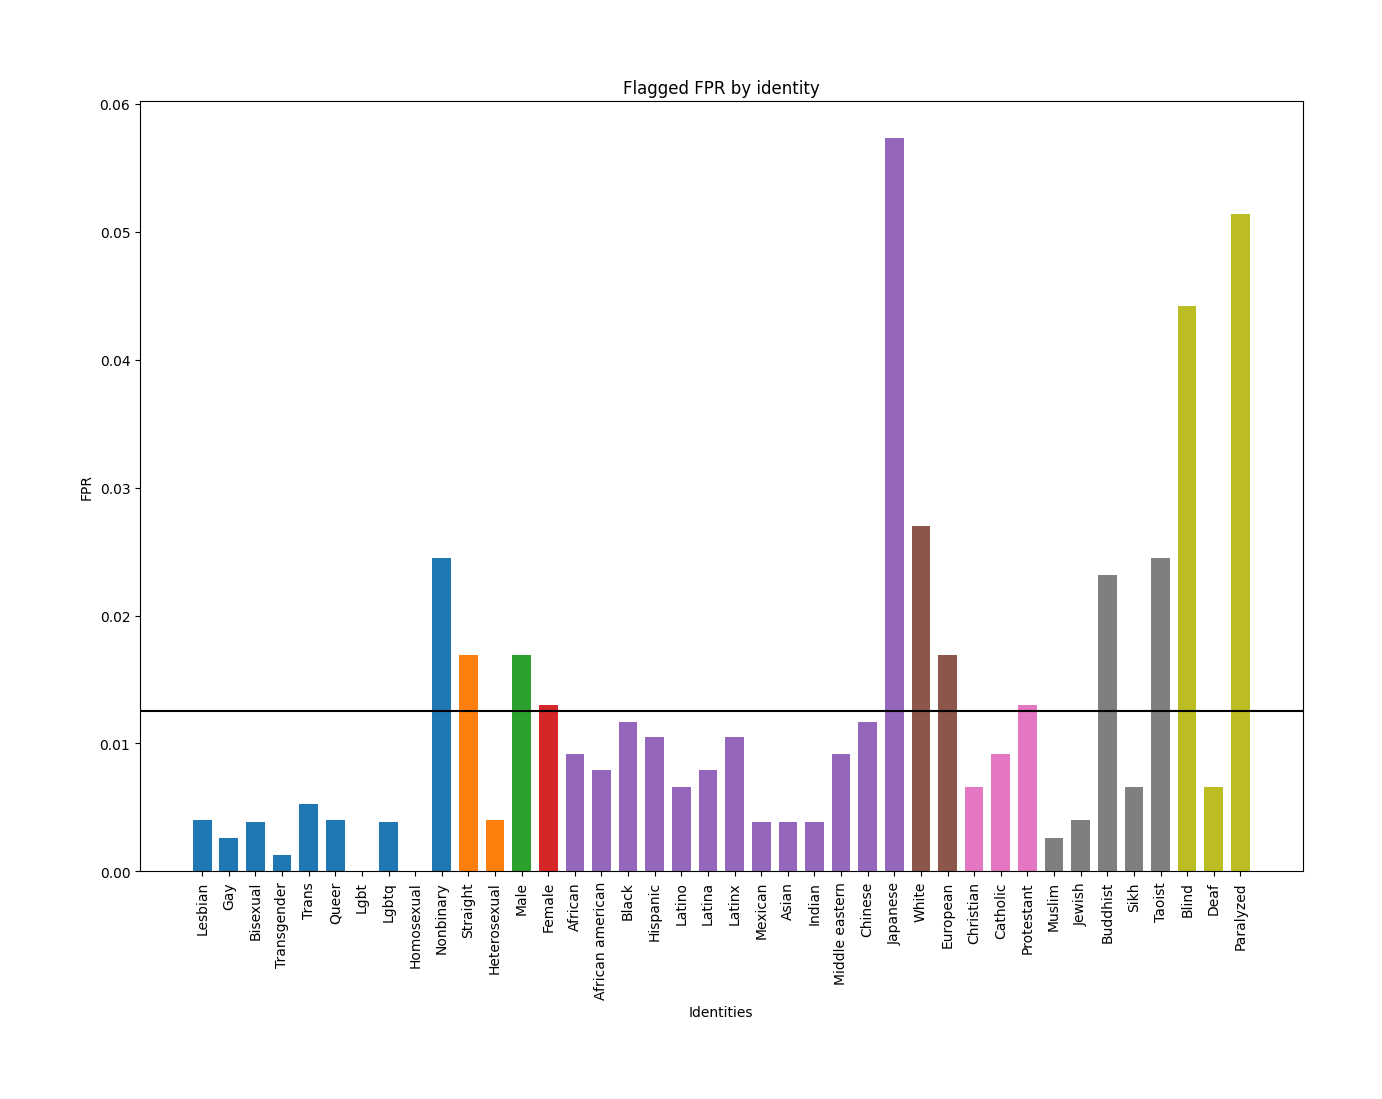 Flagged FPR by identity
0.06
0.05
0.04
0.03
0.02
0.01
0.00
FPR
Lesbian
Gay
Bisexual
Transgender
Trans
Queer
Lgbt
Lgbtq
Homosexual
Nonbinary
Straight
Heterosexual
Male
Female
African
African american
Black
Hispanic
Latino
Latina
Latinx
Mexican
Asian
Indian
Middle eastern
Chinese
Japanese
White
European
Christian
Catholic
Protestant
Muslim
Jewish
Buddhist
Sikh
Taoist
Blind
Deaf
Paralyzed
Identities